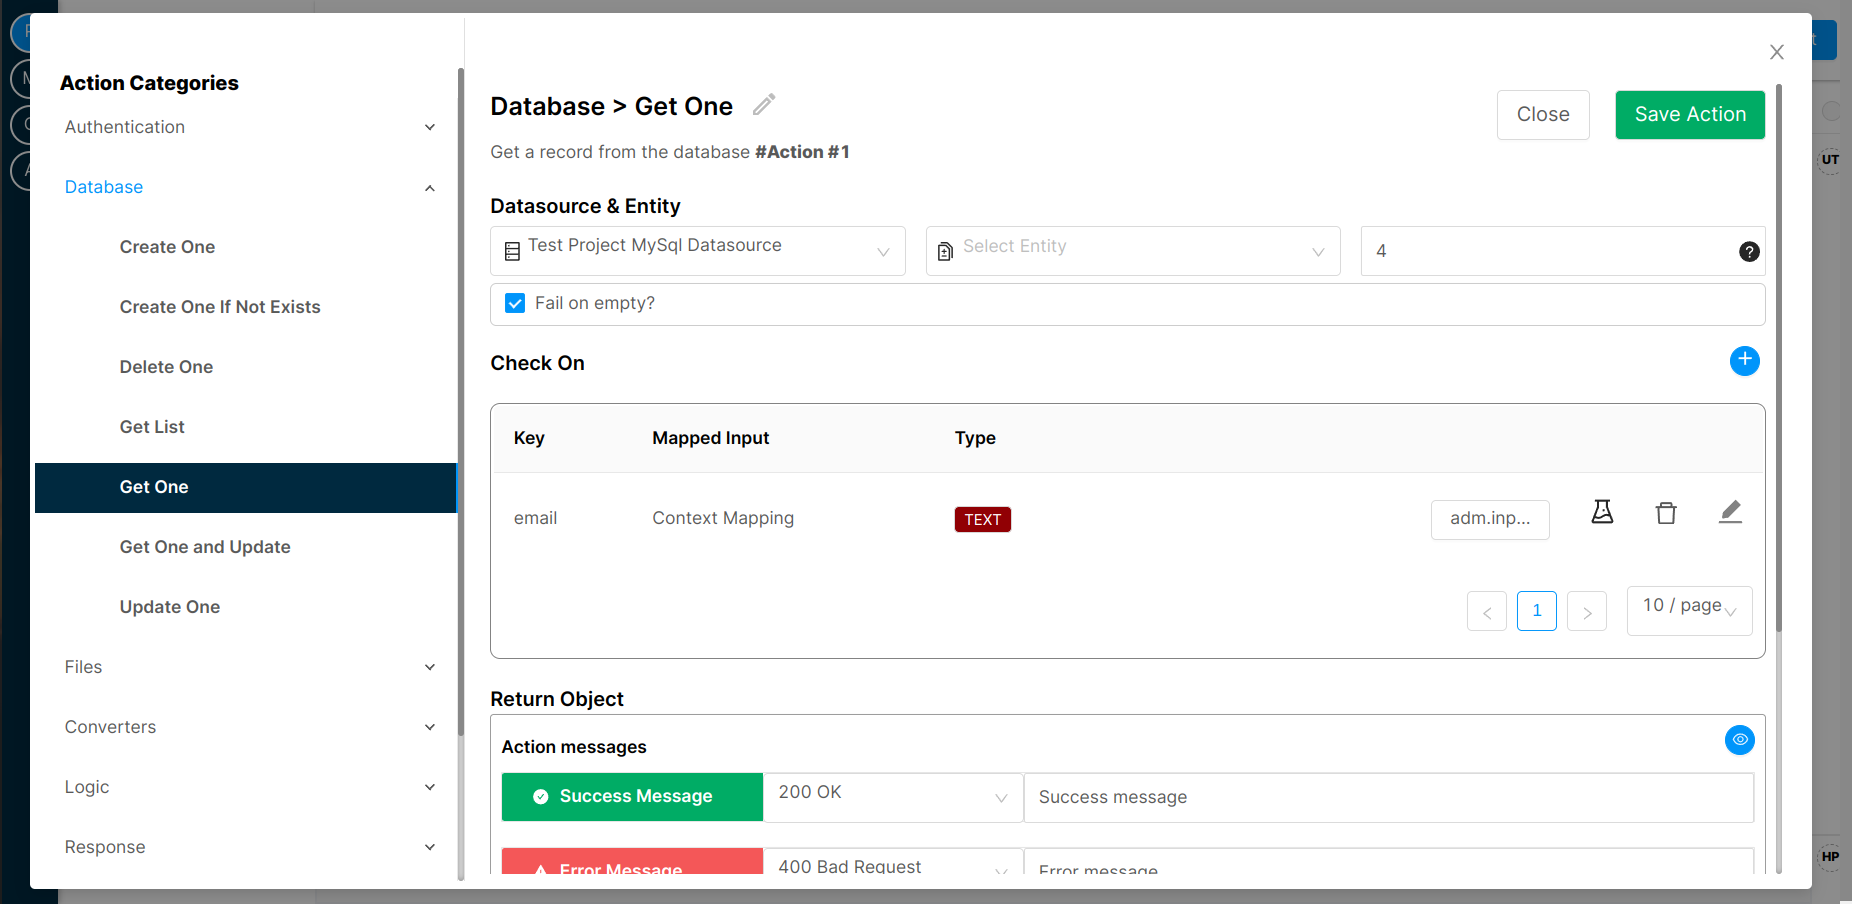 Action Categories
Authentication
Database
Create One
Create One If Not Exists
Delete One
Get List
Get One
Get One and Update
Update One
Files
Converters
Logic
Response
Database > Get One
Close
Save Action
Get a record from the database #Action #1
Datasource & Entity
Test Project MySql Datasource
Select Entity
4
?
Fail on empty?
Check On
Key Mapped Input Type
email Context Mapping TEXT adm.inp...
1
10 / page
Return Object
Action messages
Success Message 200 OK Success message
Error Message 400 Bad Request Error message
UT
HP